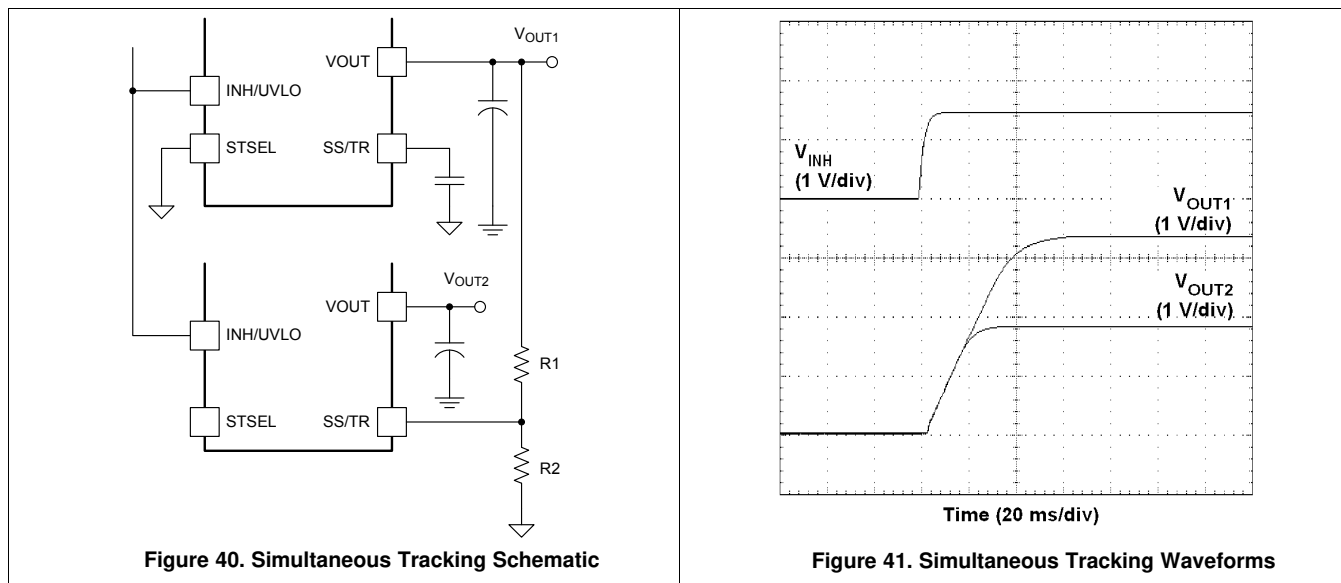 VOUT
VOUT1
INH/UVLO
STSEL
SS/TR
VOUT
VOUT2
INH/UVLO
R1
STSEL
SS/TR
R2
Figure 40. Simultaneous Tracking Schematic
VINH
(1 V/div)
VOUT1
(1 V/div)
VOUT2
(1 V/div)
Time (20 ms/div)
Figure 41. Simultaneous Tracking Waveforms